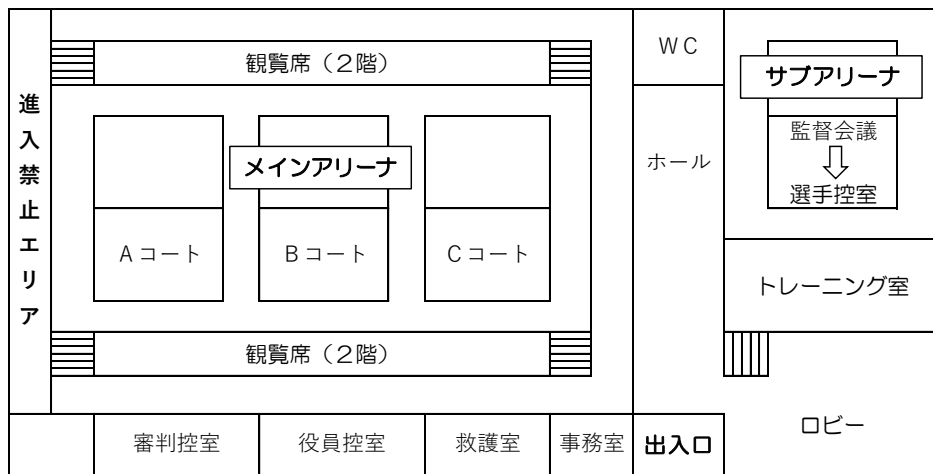 観覧席（２階）
ＷＣ
サブアリーナ
進入禁止エリア
監督会議
メインアリーナ
ホール
選手控室
Ａコート
Ｂコート
Ｃコート
トレーニング室
観覧席（２階）
ロビー
審判控室
役員控室
救護室
事務室
出入口